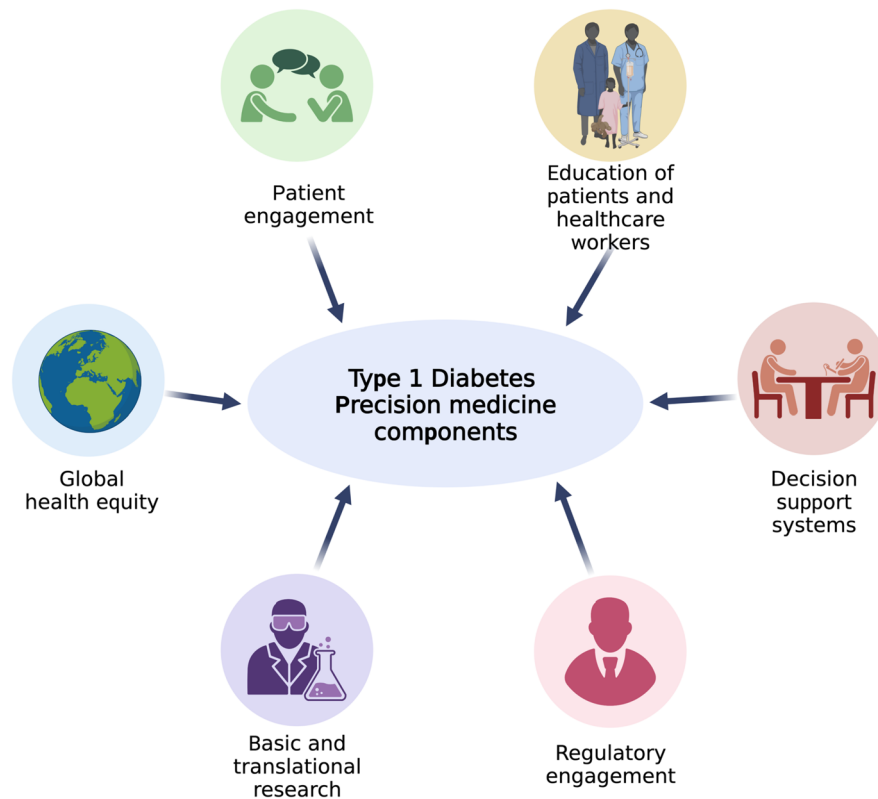 Patient
engagement
Education of
patients and
healthcare
workers
Global
health equity
Type 1 Diabetes
Precision medicine
components
Decision
support
systems
Basic and
translational
research
Regulatory
engagement